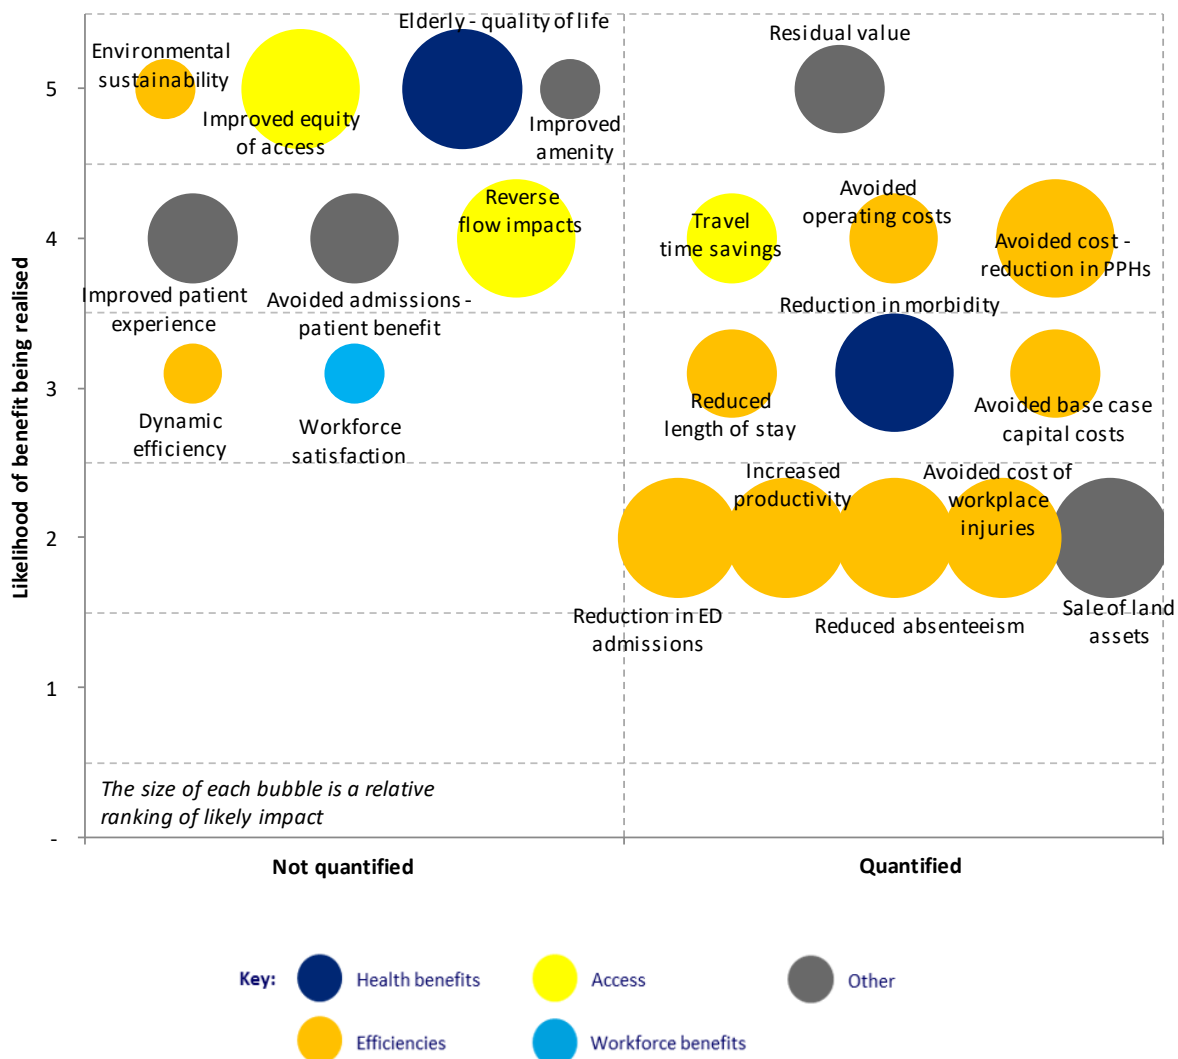 Elderly - quality of life
Residual value
Environmental
sustainability
5
Improved equity
of access
Improved
amenity
Reverse
flow impacts
Avoided
operating costs
Travel
time savings
4
Avoided cost -
reduction in PPHs
Improved patient
experience
Avoided admissions -
patient benefit
Reduction in morbidity
Likelihood of benefit being realised
3
Reduced
length of stay
Avoided base case
capital costs
Dynamic
efficiency
Workforce
satisfaction
Increased
productivity
Avoided cost of
workplace
injuries
2
Reduction in ED
admissions
Reduced absenteeism
Sale of land
assets
1
The size of each bubble is a relative
ranking of likely impact
-
Not quantified
Quantified
Key:
Health benefits
Access
Other
Efficiencies
Workforce benefits